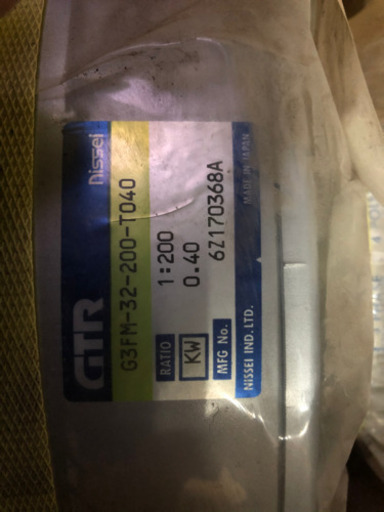 GTR nissei
G3FM-32-200-T040
RATIO 1:200
KW 0.40
MFG No. 6Z170368A
NISSEI IND. LTD. MADE IN JAPAN